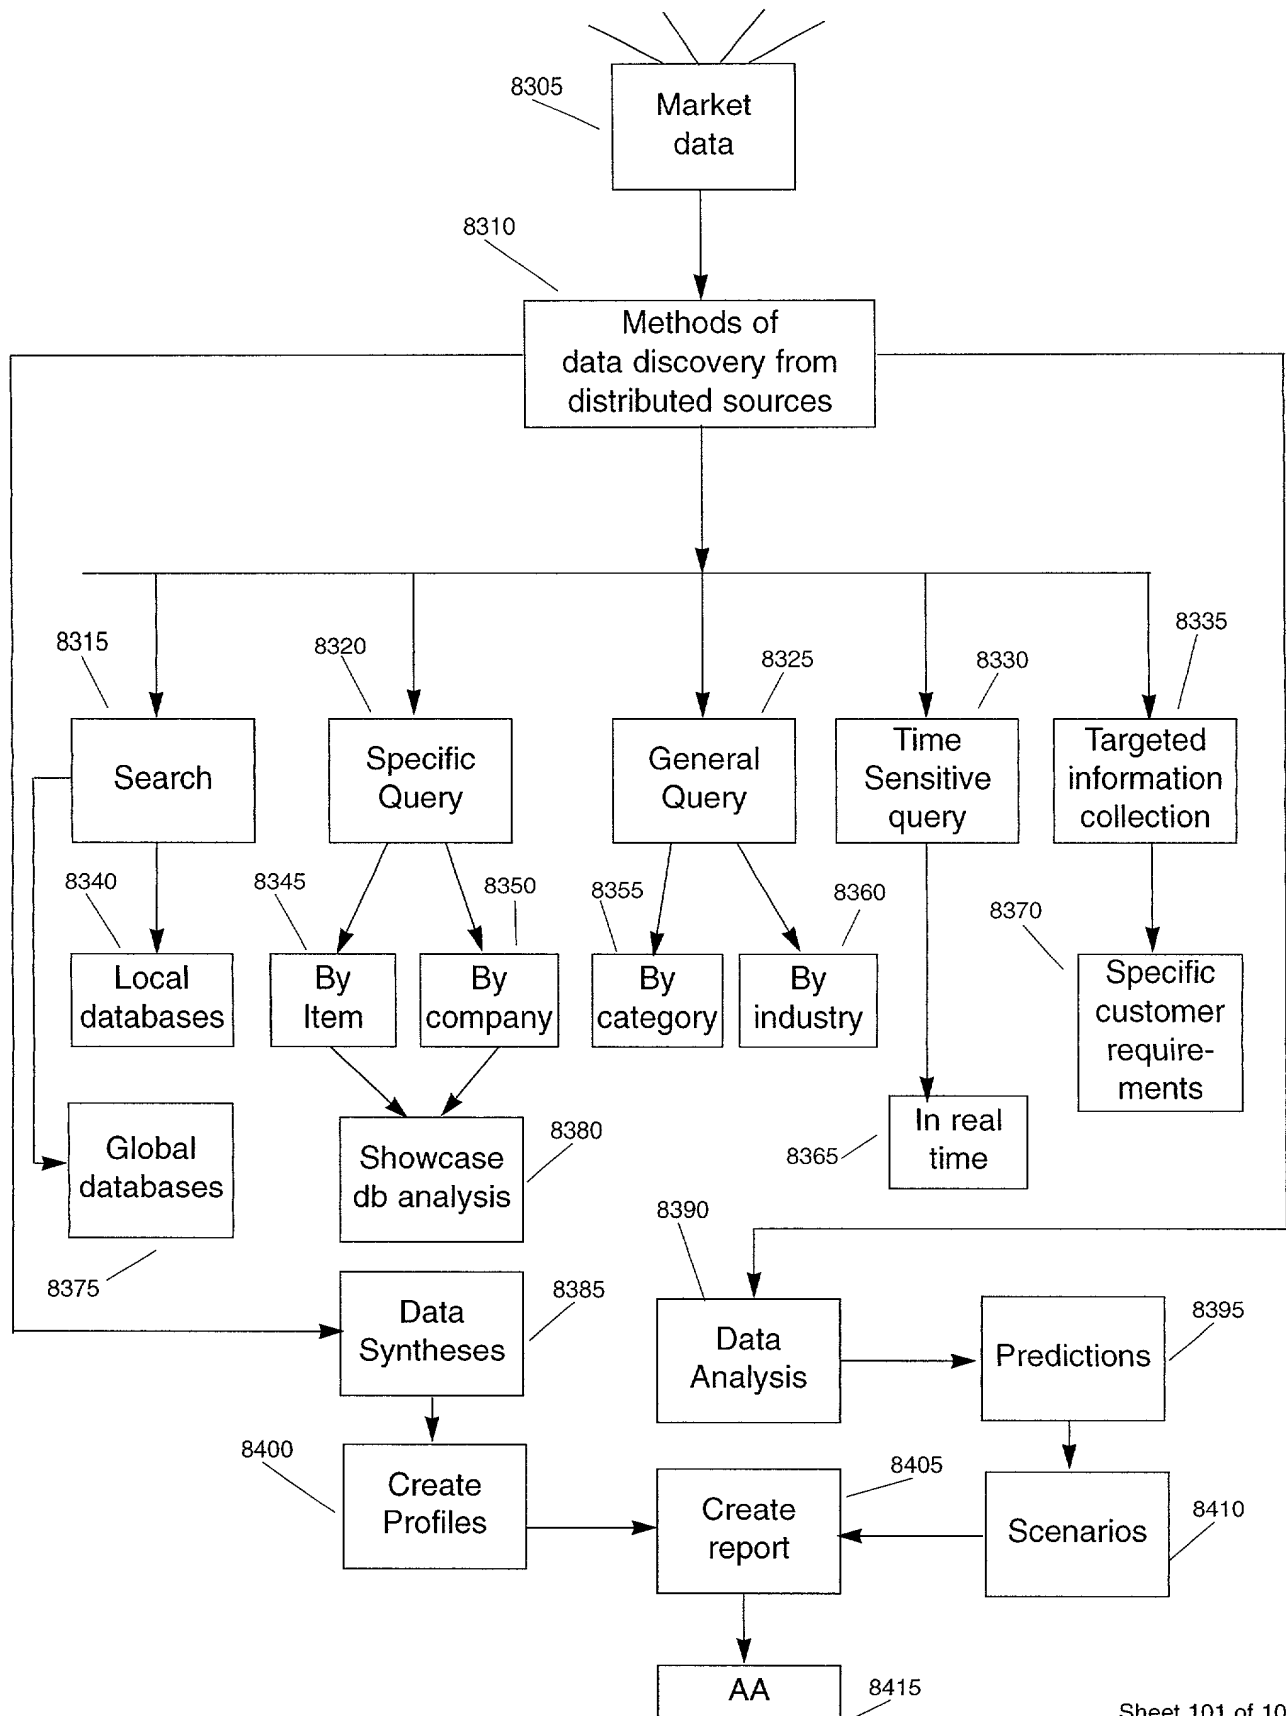 8305
Market
data
8310
Methods of
data discovery from
distributed sources
8315
8320
8325
8330
8335
Search
Specific
Query
General
Query
Time
Sensitive
query
Targeted
information
collection
8340
8345
8350
8355
8360
8370
Local
databases
By
Item
By
company
By
category
By
industry
Specific
customer
require-
ments
Global
databases
8375
Showcase
db analysis
8380
8365
In real
time
8390
Data
Syntheses
8385
Data
Analysis
Predictions
8395
8400
Create
Profiles
Create
report
8405
Scenarios
8410
AA
8415
Sheet 101 of 10